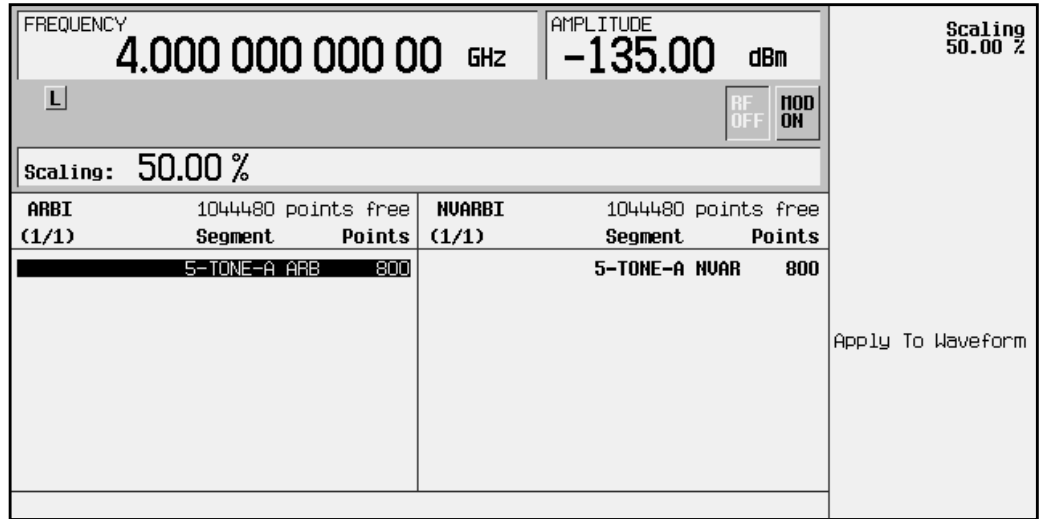 FREQUENCY
4.000 000 000 00 GHz
AMPLITUDE
-135.00 dBm
Scaling
50.00 %
L
RF
OFF
MOD
ON
Scaling: 50.00 %
ARBI 1044480 points free
(1/1) Segment Points
5-TONE-A ARB 800
NVARBI 1044480 points free
(1/1) Segment Points
5-TONE-A NVAR 800
Apply To Waveform